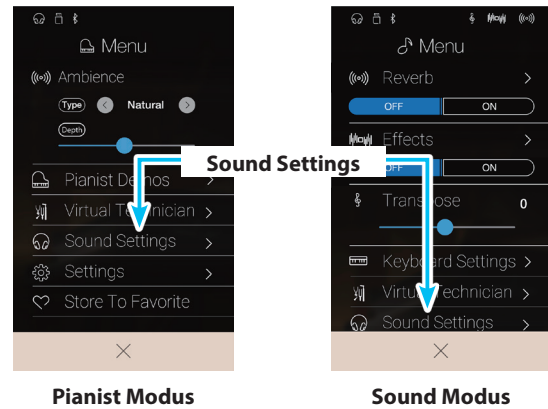 Menu
Ambience
Type Natural
Depth
Pianist Demos
Virtual Technician
Sound Settings
Settings
Store To Favorite
Pianist Modus
Sound Settings
Menu
Reverb
OFF ON
Effects
OFF ON
Transpose 0
Keyboard Settings
Virtual Technician
Sound Settings
Sound Modus